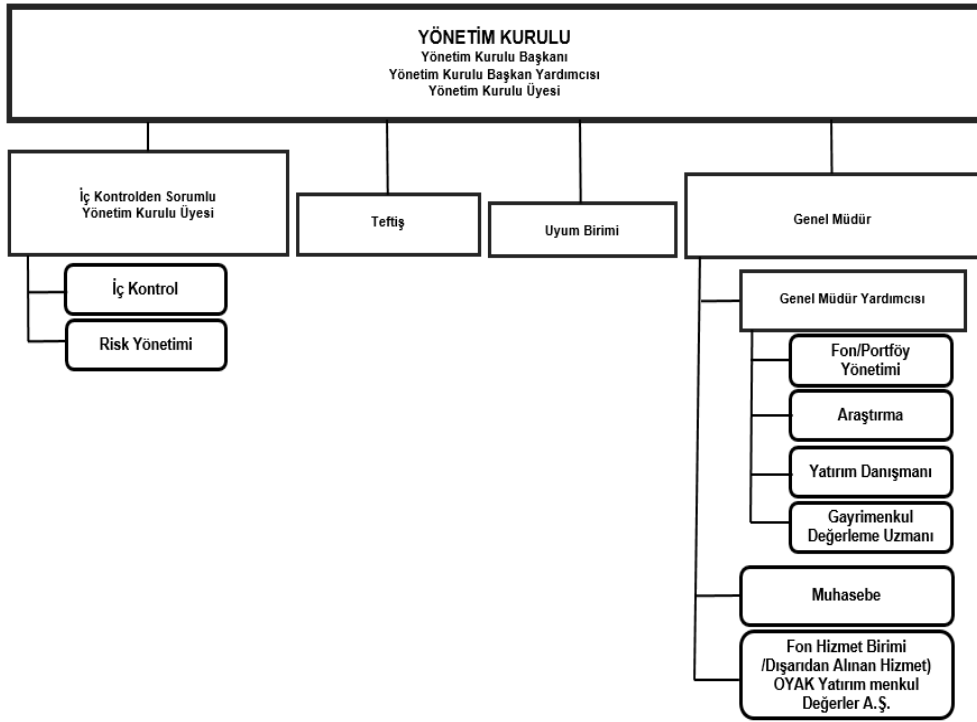 YÖNETİM KURULU
Yönetim Kurulu Başkanı
Yönetim Kurulu Başkan Yardımcısı
Yönetim Kurulu Üyesi
İç Kontrolden Sorumlu
Yönetim Kurulu Üyesi
Teftiş
Uyum Birimi
Genel Müdür
İç Kontrol
Risk Yönetimi
Genel Müdür Yardımcısı
Fon/Portföy
Yönetimi
Araştırma
Yatırım Danışmanı
Gayrimenkul
Değerleme Uzmanı
Muhasebe
Fon Hizmet Birimi
/Dışarıdan Alınan Hizmet)
OYAK Yatırım menkul
Değerler A.Ş.